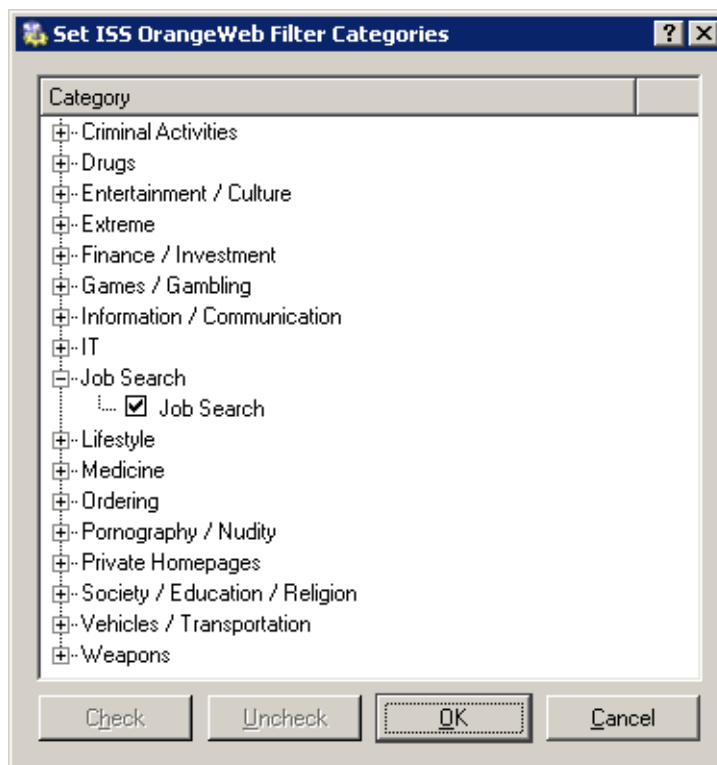 Set ISS OrangeWeb Filter Categories
Category
Criminal Activities
Drugs
Entertainment / Culture
Extreme
Finance / Investment
Games / Gambling
Information / Communication
IT
Job Search
Job Search
Lifestyle
Medicine
Ordering
Pornography / Nudity
Private Homepages
Society / Education / Religion
Vehicles / Transportation
Weapons
Check Uncheck OK Cancel